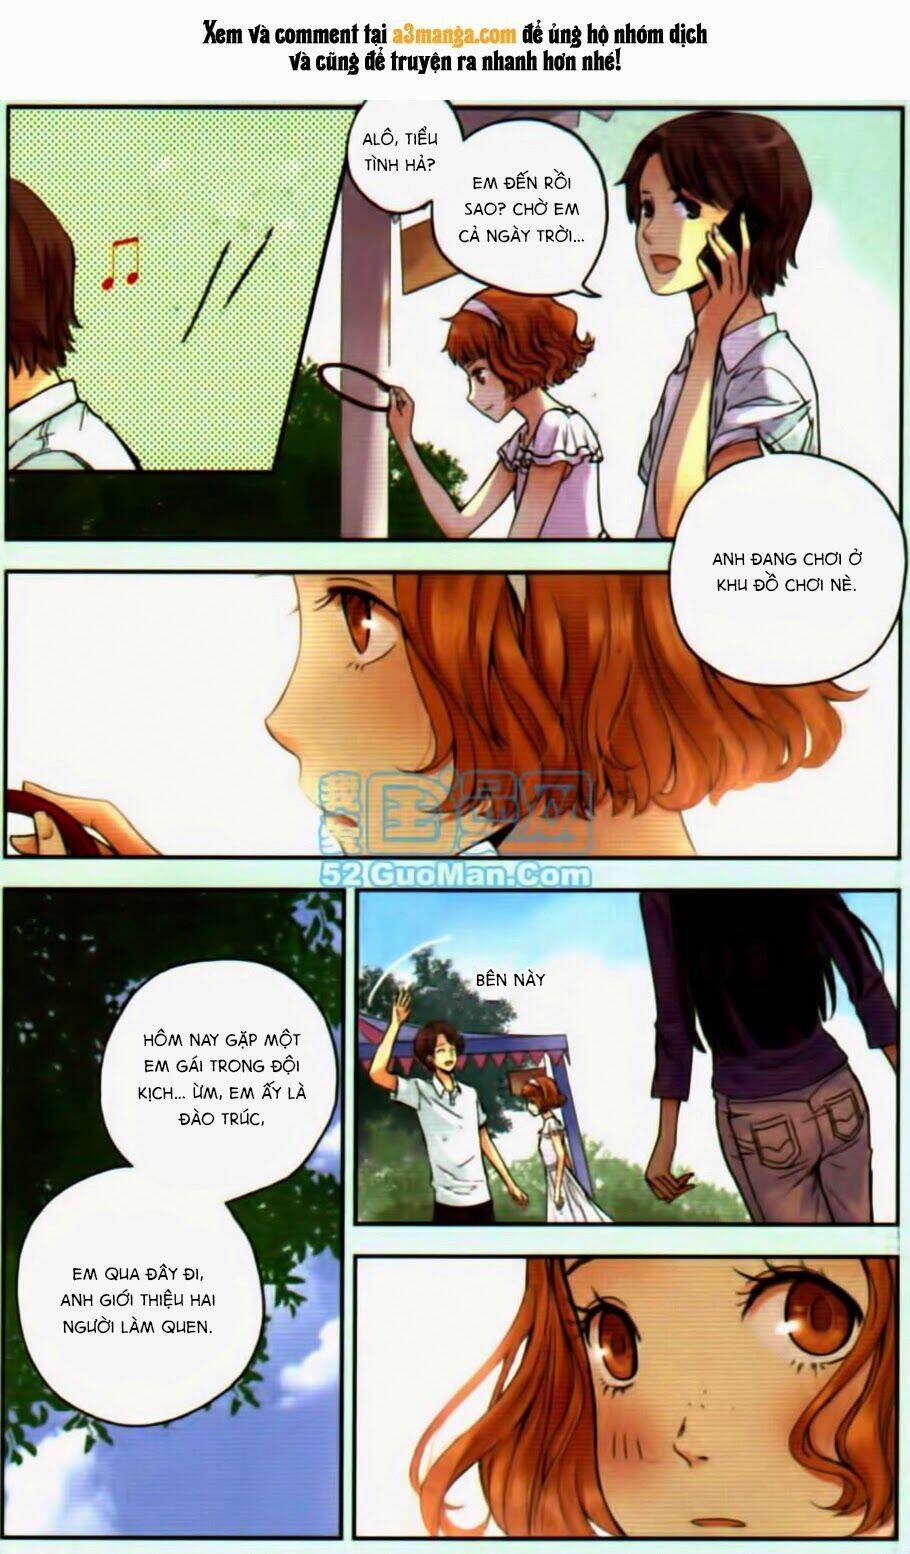 Xem và comment tại a3manga.com để ủng hộ nhóm dịch
và cũng để truyện ra nhanh hơn nhé!
ALÔ, TIỂU
TÌNH HẢ?
EM ĐẾN RỒI
SAO? CHỜ EM
CẢ NGÀY TRỜI...
ANH ĐANG CHƠI Ở
KHU ĐỒ CHƠI NÈ.
52GuoMan.Com
HÔM NAY GẶP MỘT
EM GÁI TRONG ĐỘI
KỊCH... ỪM, EM ẤY LÀ
ĐÀO TRÚC,
EM QUA ĐÂY ĐI,
ANH GIỚI THIỆU HAI
NGƯỜI LÀM QUEN.
BÊN NÀY